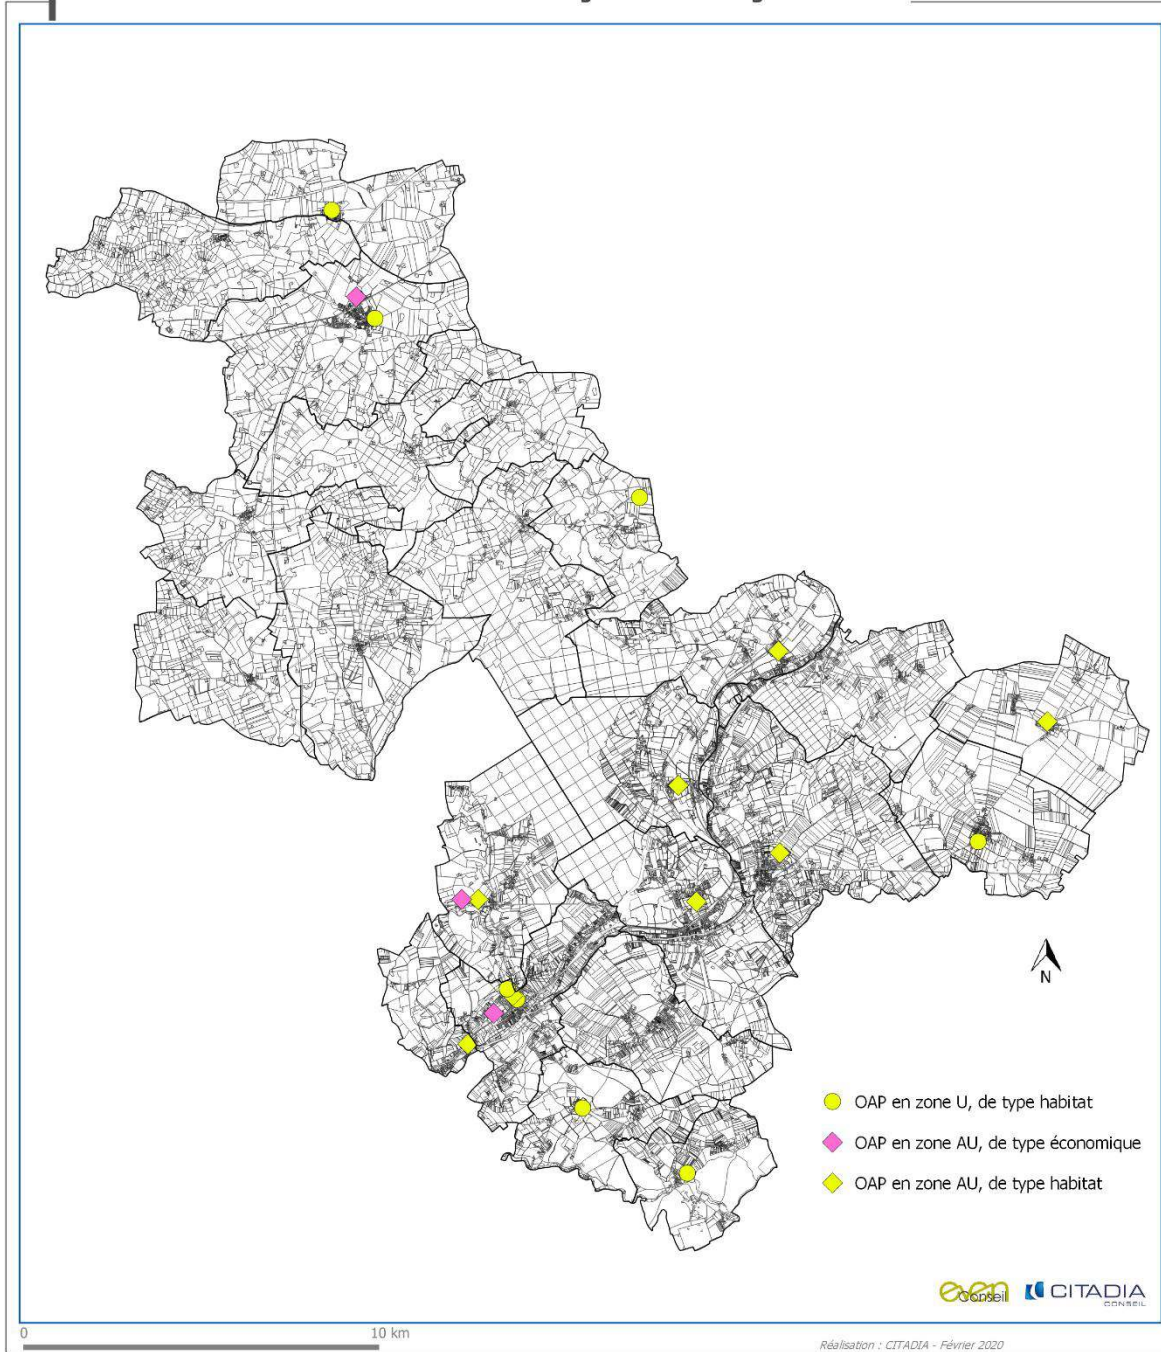 N
OAP en zone U, de type habitat
OAP en zone AU, de type économique
OAP en zone AU, de type habitat
even Conseil
CITADIA
CONSEIL
0 10 km
Réalisation : CITADIA - Février 2020